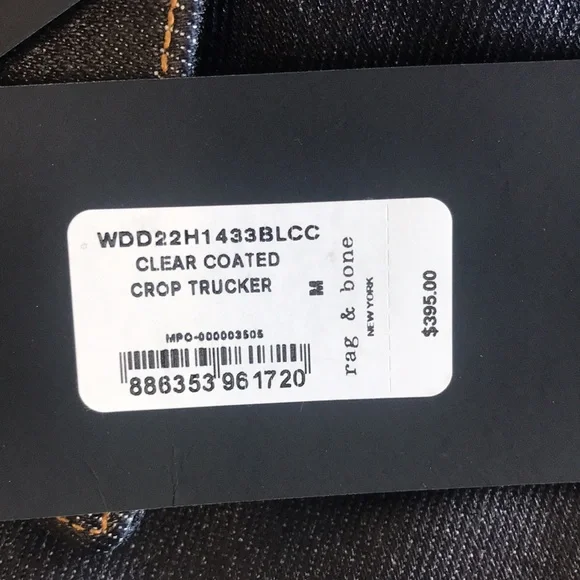 WDD22H1433BLCC
CLEAR COATED
CROP TRUCKER
M
MPO-000003505
886353 961720
rag & bone
NEW YORK
$395.00